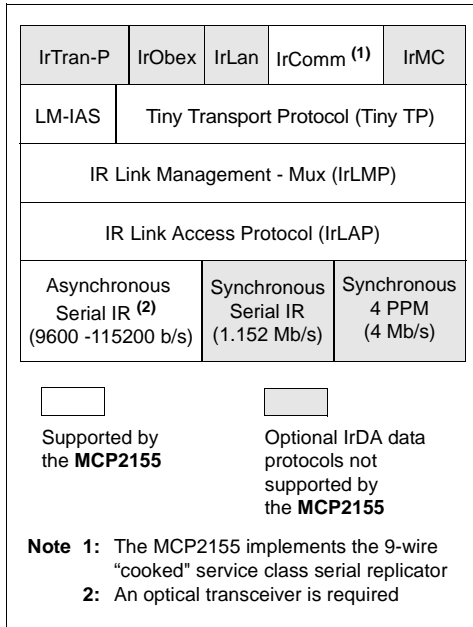 IrTran-P IrObex IrLan IrComm (1) IrMC
LM-IAS Tiny Transport Protocol (Tiny TP)
IR Link Management - Mux (IrLMP)
IR Link Access Protocol (IrLAP)
Asynchronous
Serial IR (2)
(9600 -115200 b/s)
Synchronous
Serial IR
(1.152 Mb/s)
Synchronous
4 PPM
(4 Mb/s)
Supported by
the MCP2155
Optional IrDA data
protocols not
supported by
the MCP2155
Note 1: The MCP2155 implements the 9-wire
“cooked" service class serial replicator
2: An optical transceiver is required